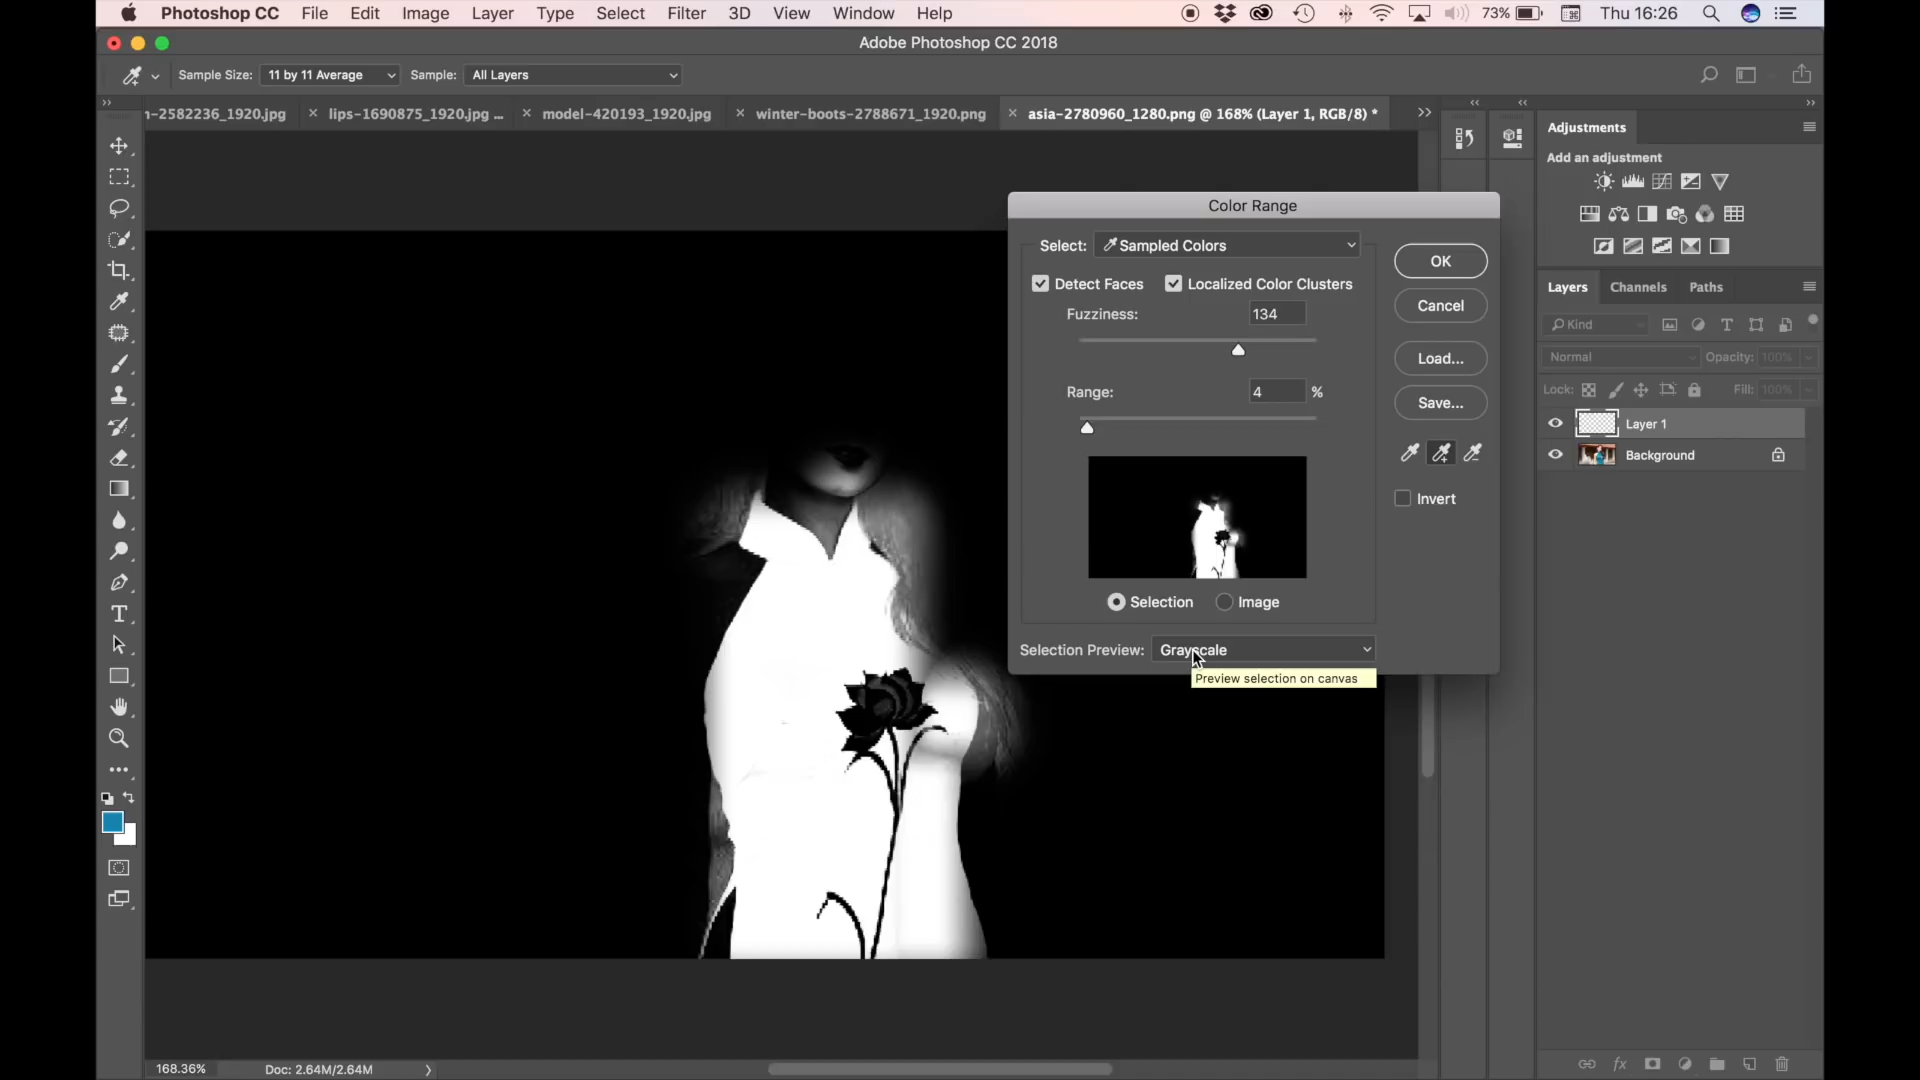 Photoshop CC File Edit Image Layer Type Select Filter 3D View Window Help 73% Thu 16:26
Adobe Photoshop CC 2018
Sample Size: 11 by 11 Average Sample: All Layers
n-2582236_1920.jpg × lips-1690875_1920.jpg ... × model-420193_1920.jpg × winter-boots-2788671_1920.png × asia-2780960_1280.png @ 168% (Layer 1, RGB/8) *
Color Range
Select: Sampled Colors
Detect Faces Localized Color Clusters
Fuzziness: 134
Range: 4 %
OK
Cancel
Load...
Save...
Invert
Selection Image
Selection Preview: Grayscale
Preview selection on canvas
Adjustments
Add an adjustment
Layers Channels Paths
Kind
Normal Opacity: 100%
Lock: Fill: 100%
Layer 1
Background
168.36% Doc: 2.64M/2.64M